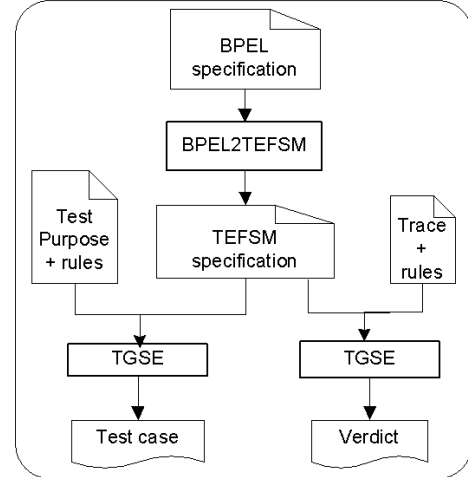 BPEL
specification
BPEL2TEFSM
Test
Purpose
+ rules
TEFSM
specification
Trace
+
rules
TGSE
TGSE
Test case
Verdict